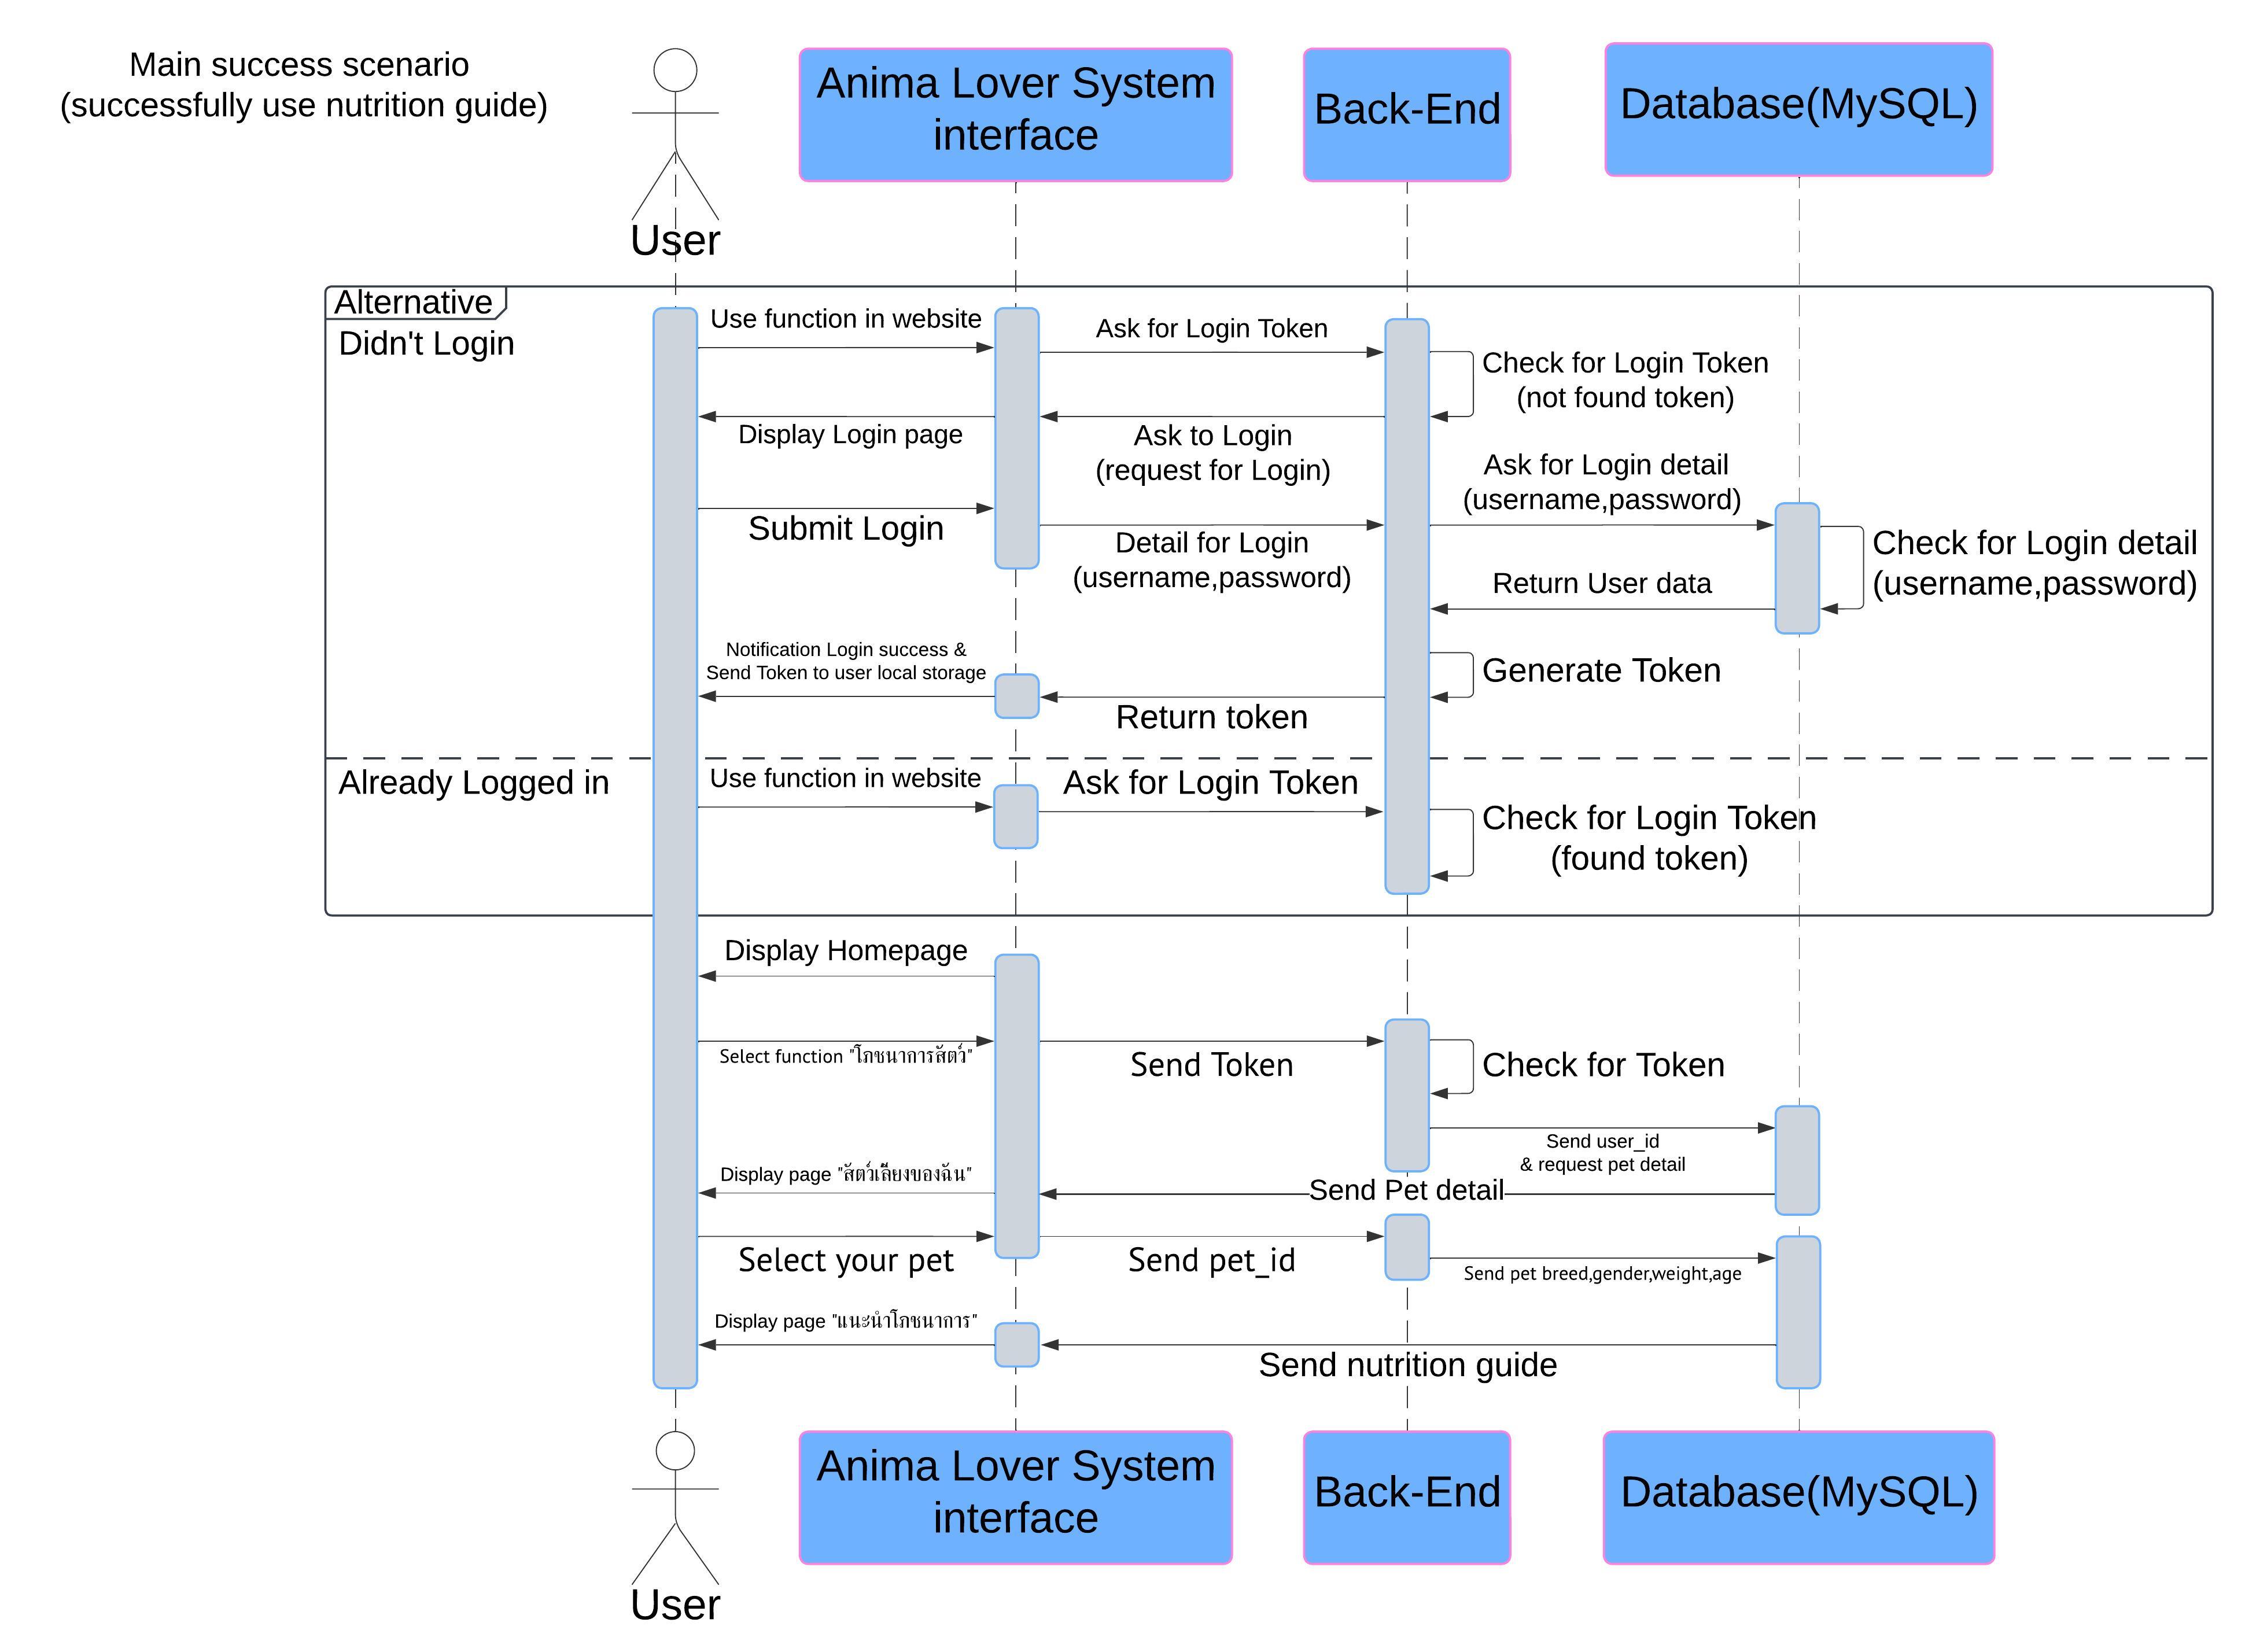 Main success scenario
(successfully use nutrition guide)
User
Anima Lover System
interface
Back-End
Database(MySQL)
Alternative
Didn't Login
Use function in website
Ask for Login Token
Check for Login Token
(not found token)
Display Login page
Ask to Login
(request for Login)
Ask for Login detail
(username,password)
Submit Login
Detail for Login
(username,password)
Check for Login detail
(username,password)
Return User data
Notification Login success &
Send Token to user local storage
Generate Token
Return token
Already Logged in
Use function in website
Ask for Login Token
Check for Login Token
(found token)
Display Homepage
Select function "โภชนาการสัตว์"
Send Token
Check for Token
Send user_id
& request pet detail
Display page "สัตว์เลี้ยงของฉัน"
Send Pet detail
Select your pet
Send pet_id
Send pet breed,gender,weight,age
Display page "แนะนำโภชนาการ"
Send nutrition guide
Anima Lover System
interface
Back-End
Database(MySQL)
User